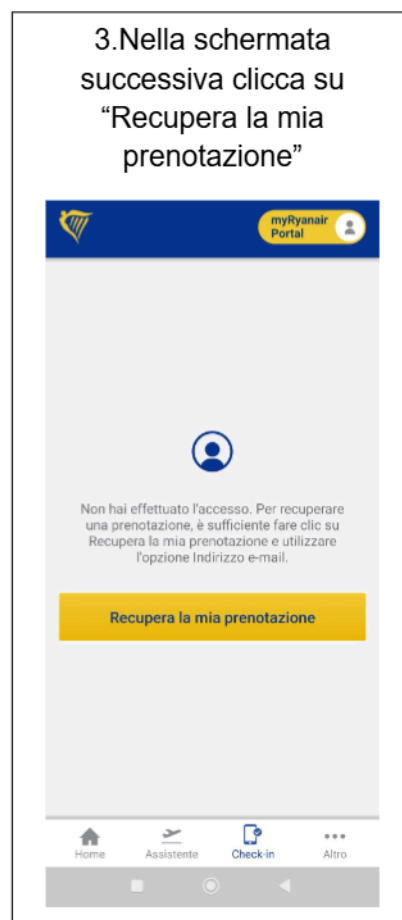 3.Nella schermata
successiva clicca su
“Recupera la mia
prenotazione”
myRyanair
Portal
Non hai effettuato l'accesso. Per recuperare
una prenotazione, è sufficiente fare clic su
Recupera la mia prenotazione e utilizzare
l'opzione Indirizzo e-mail.
Recupera la mia prenotazione
Home Assistente Check-in Altro